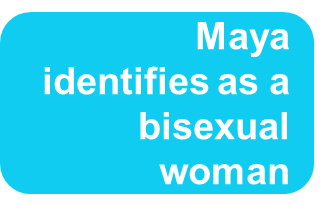 Maya
identifies as a
bisexual
woman